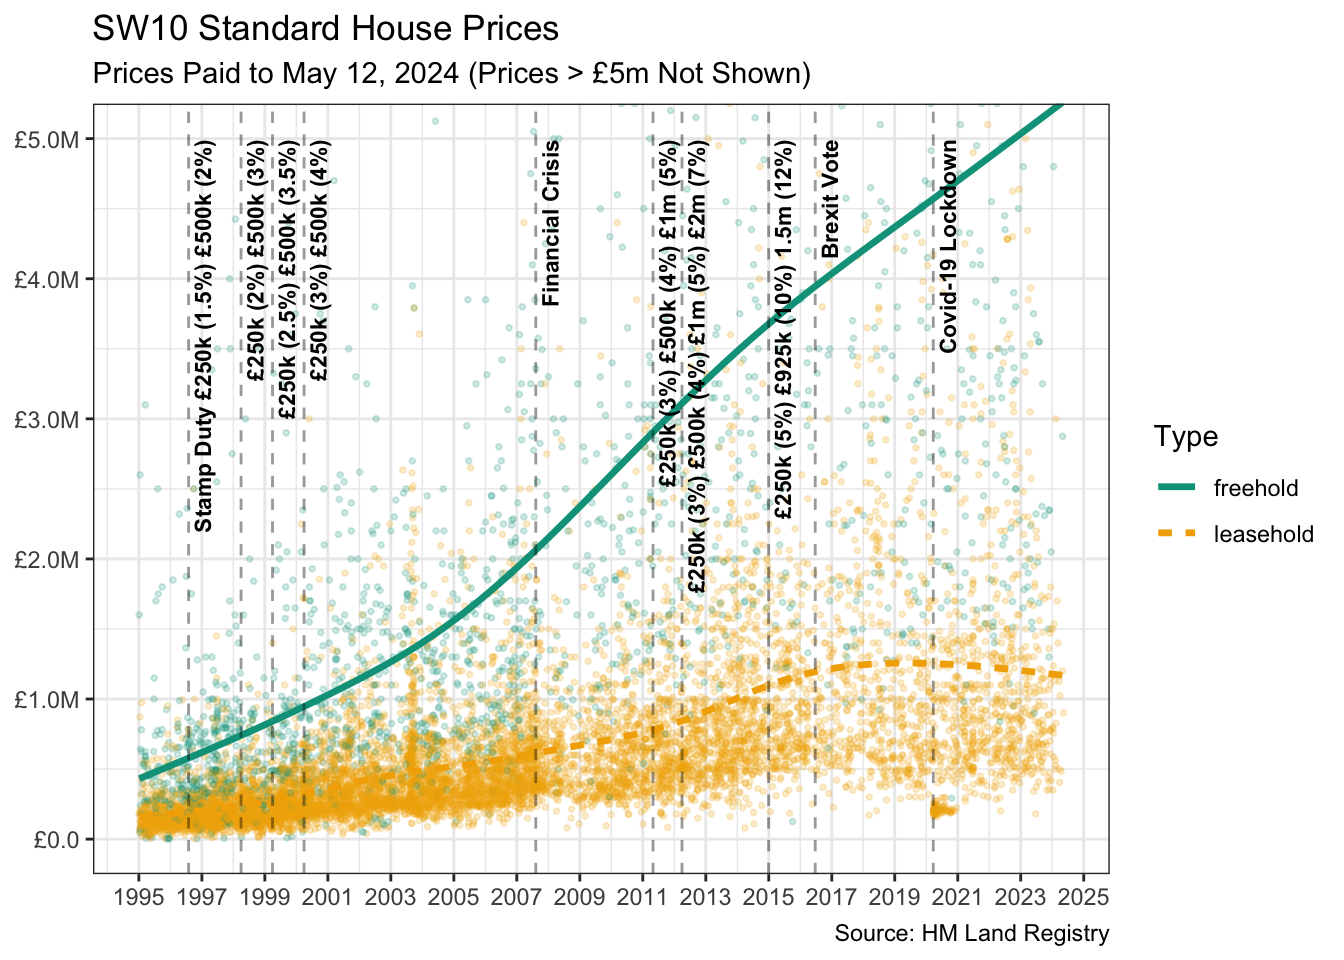 SW10 Standard House Prices
Prices Paid to May 12, 2024 (Prices > £5m Not Shown)
£5.0M
£4.0M
£3.0M
£2.0M
£1.0M
£0.0
Stamp Duty £250k (1.5%) £500k (2%)
£250k (2%) £500k (3%)
£250k (2.5%) £500k (3.5%)
£250k (3%) £500k (4%)
Financial Crisis
£250k (3%) £500k (4%) £1m (5%)
£250k (3%) £500k (4%) £1m (5%) £2m (7%)
£250k (5%) £925k (10%) 1.5m (12%)
Brexit Vote
Covid-19 Lockdown
Type
freehold
leasehold
1995 1997 1999 2001 2003 2005 2007 2009 2011 2013 2015 2017 2019 2021 2023 2025
Source: HM Land Registry